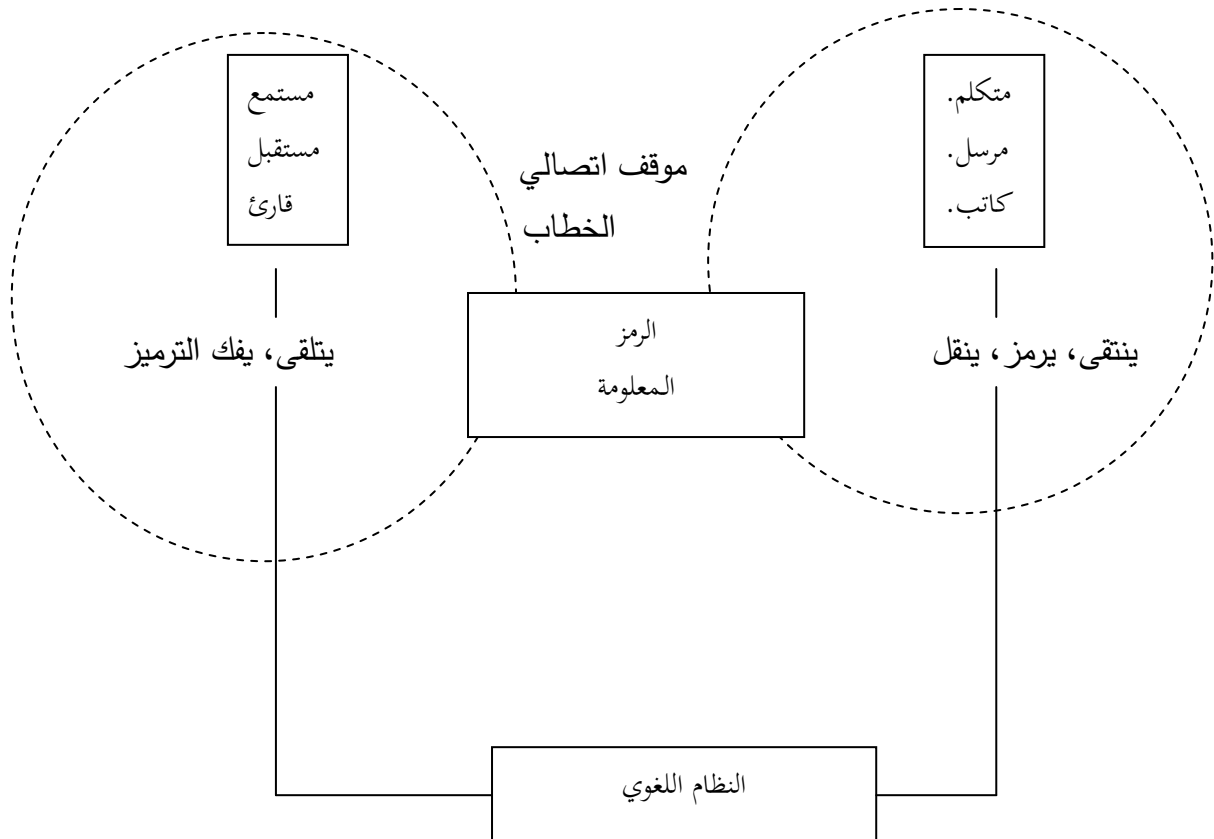 متكلم.
مرسل.
كاتب.
مستمع
مستقبل
قارئ
موقف اتصالي
الخطاب
الرمز
المعلومة
ينتقى، يرمز، ينقل
يتلقى، يفك الترميز
النظام اللغوي